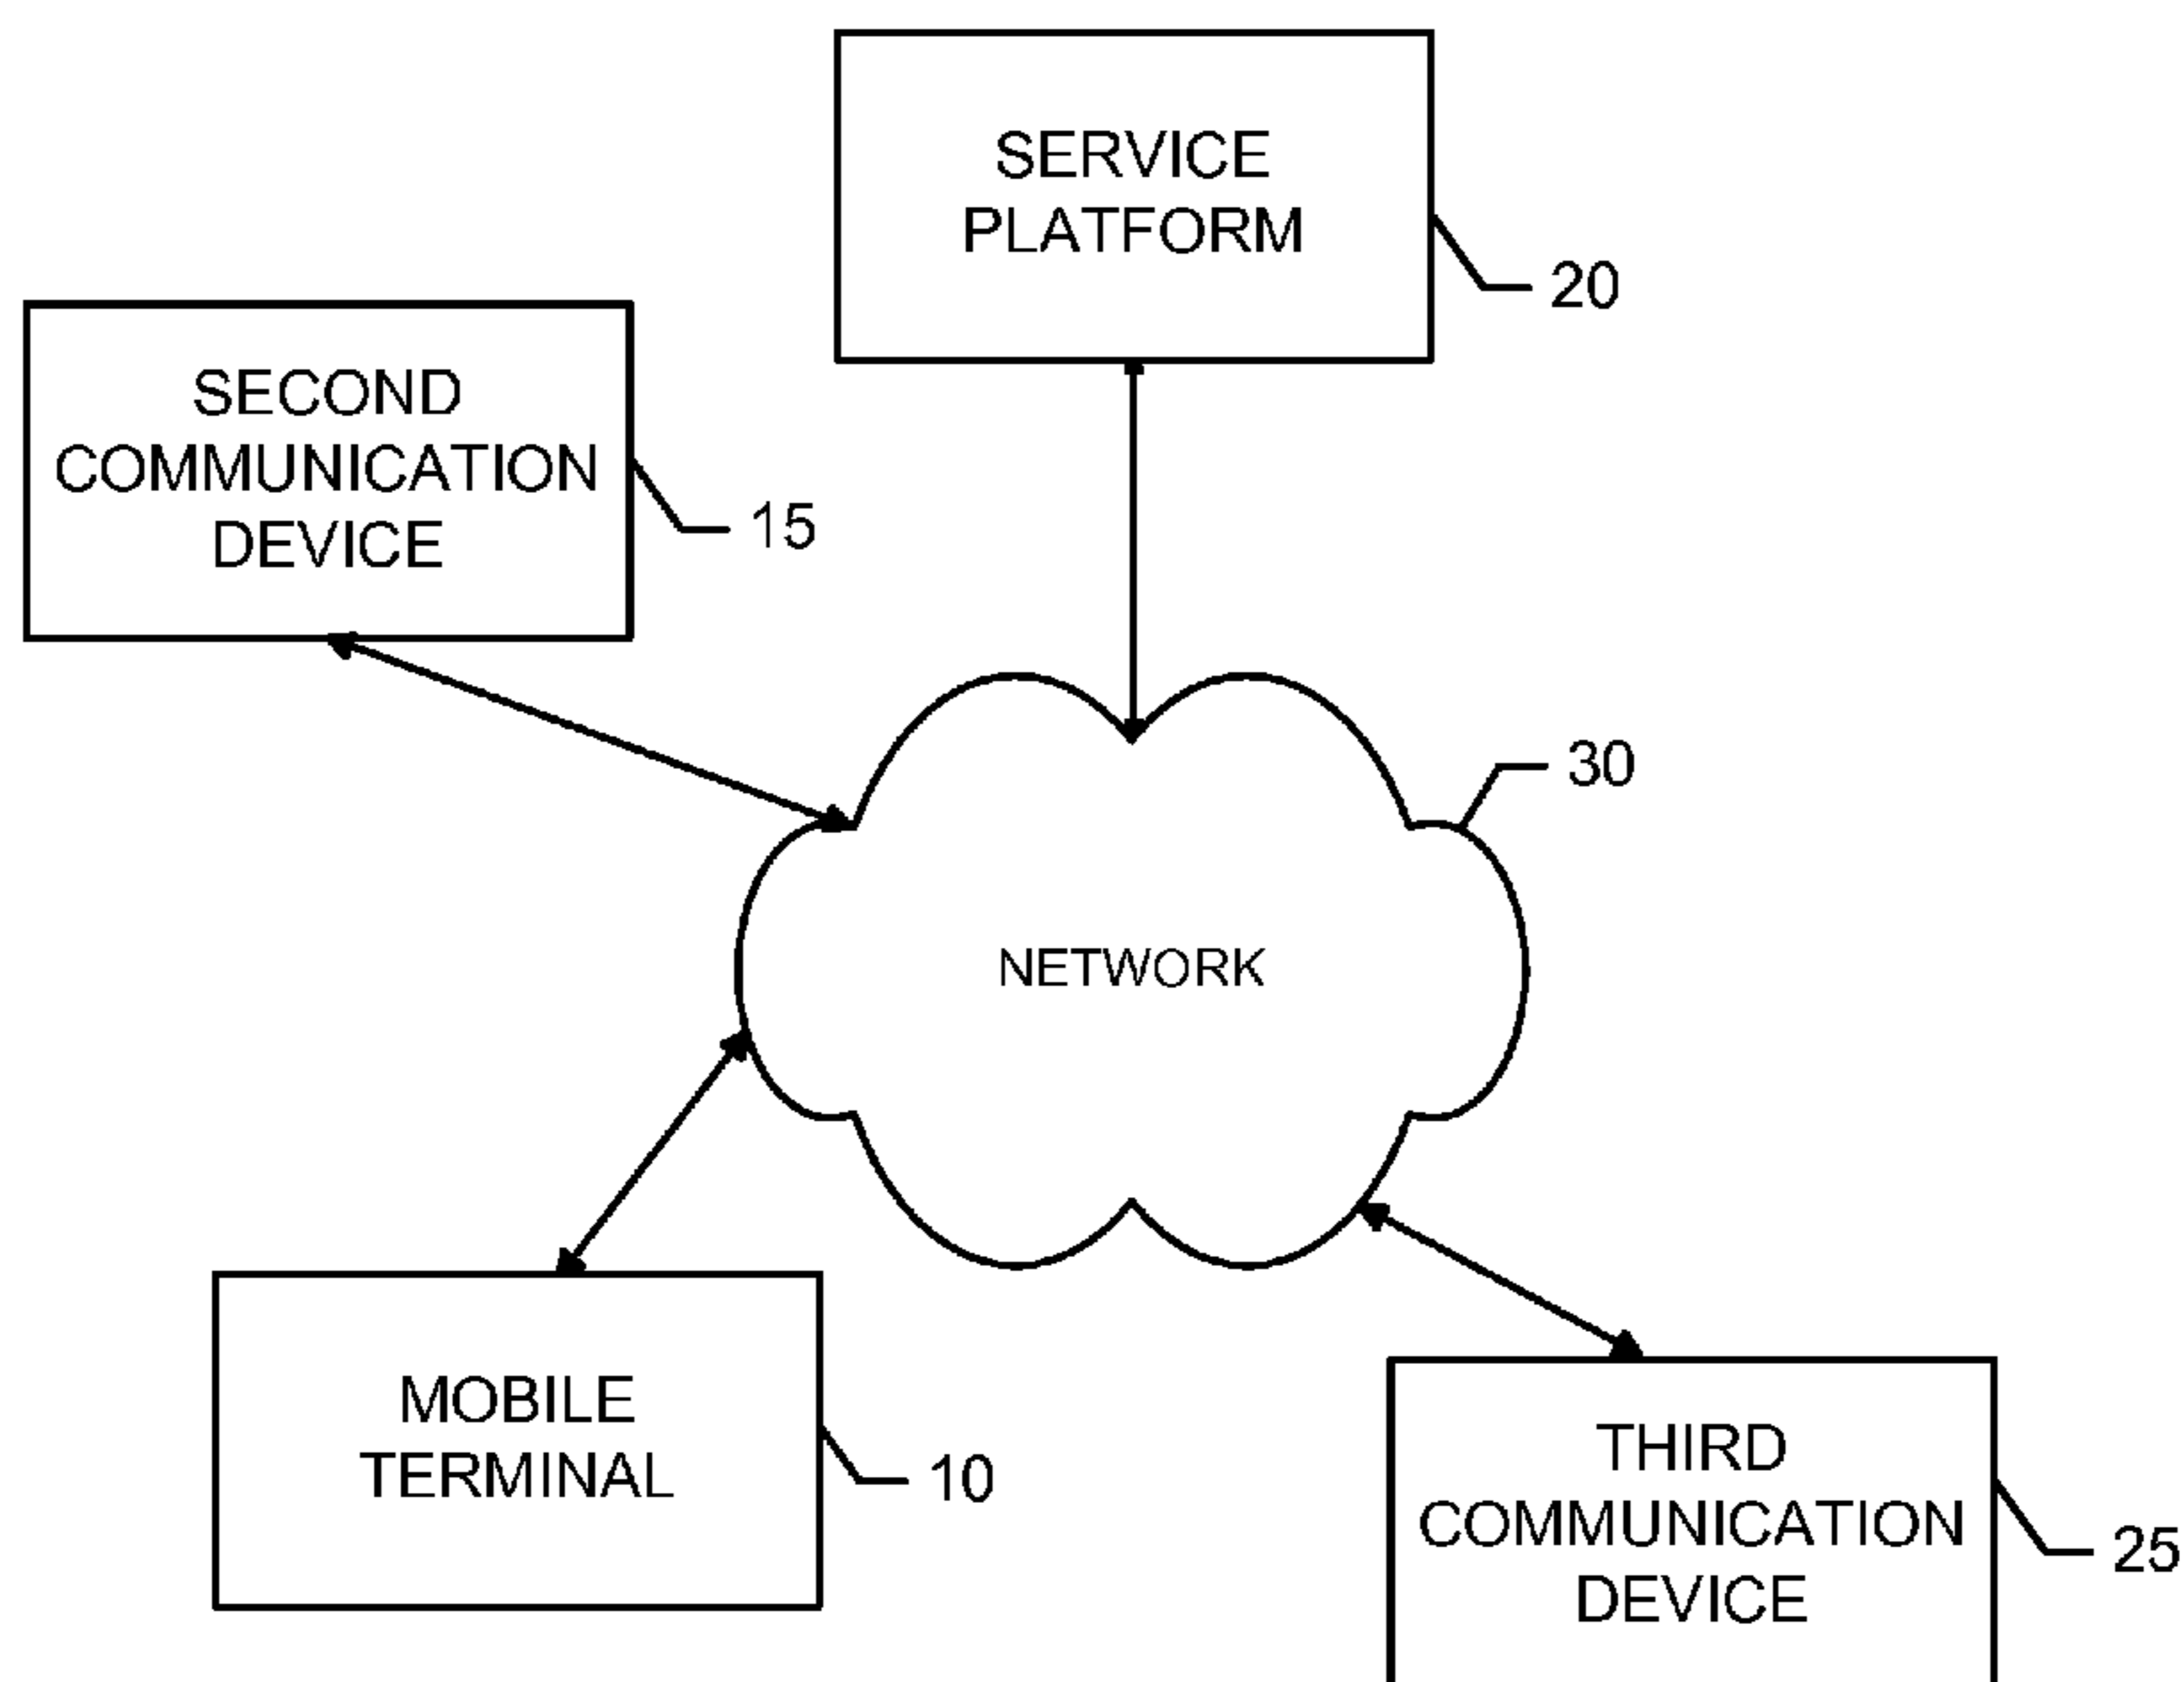 SERVICE
PLATFORM
20
SECOND
COMMUNICATION
DEVICE
15
30
NETWORK
MOBILE
TERMINAL
10
THIRD
COMMUNICATION
DEVICE
25